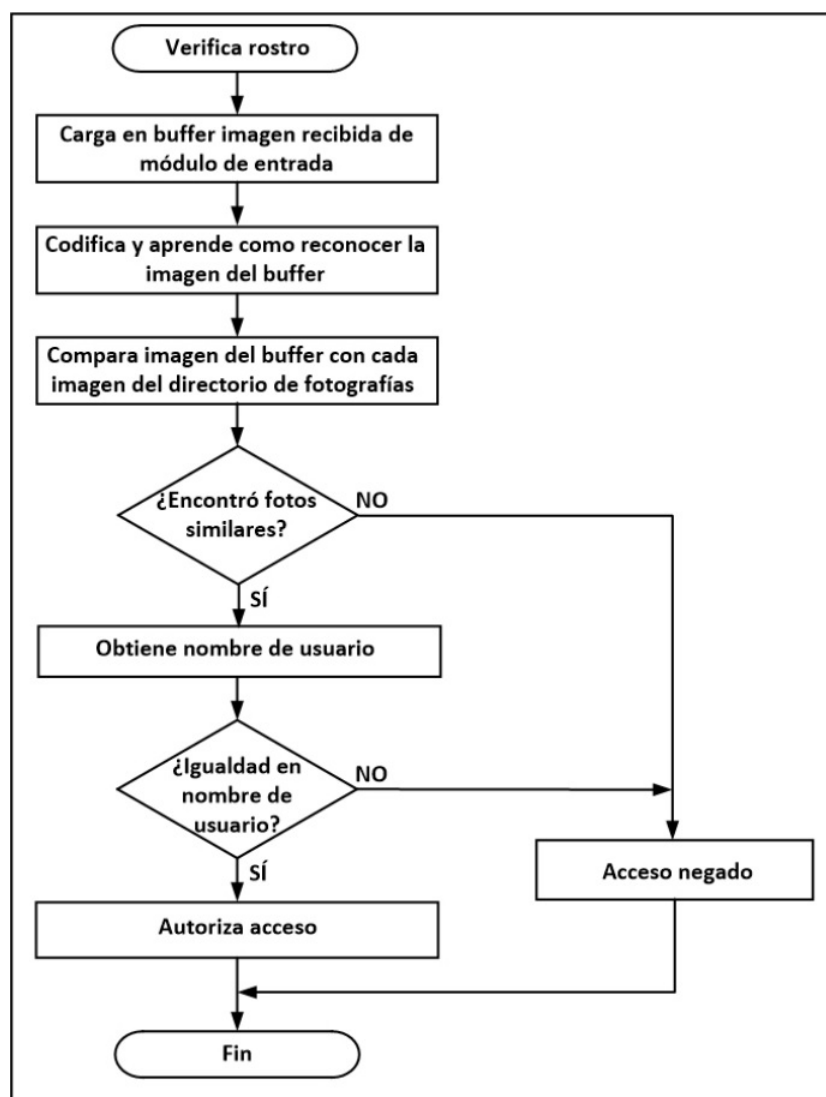 Verifica rostro
Carga en buffer imagen recibida de
módulo de entrada
Codifica y aprende como reconocer la
imagen del buffer
Compara imagen del buffer con cada
imagen del directorio de fotografías
¿Encontró fotos
similares?
NO
SÍ
Obtiene nombre de usuario
¿Igualdad en
nombre de
usuario?
NO
SÍ
Acceso negado
Autoriza acceso
Fin